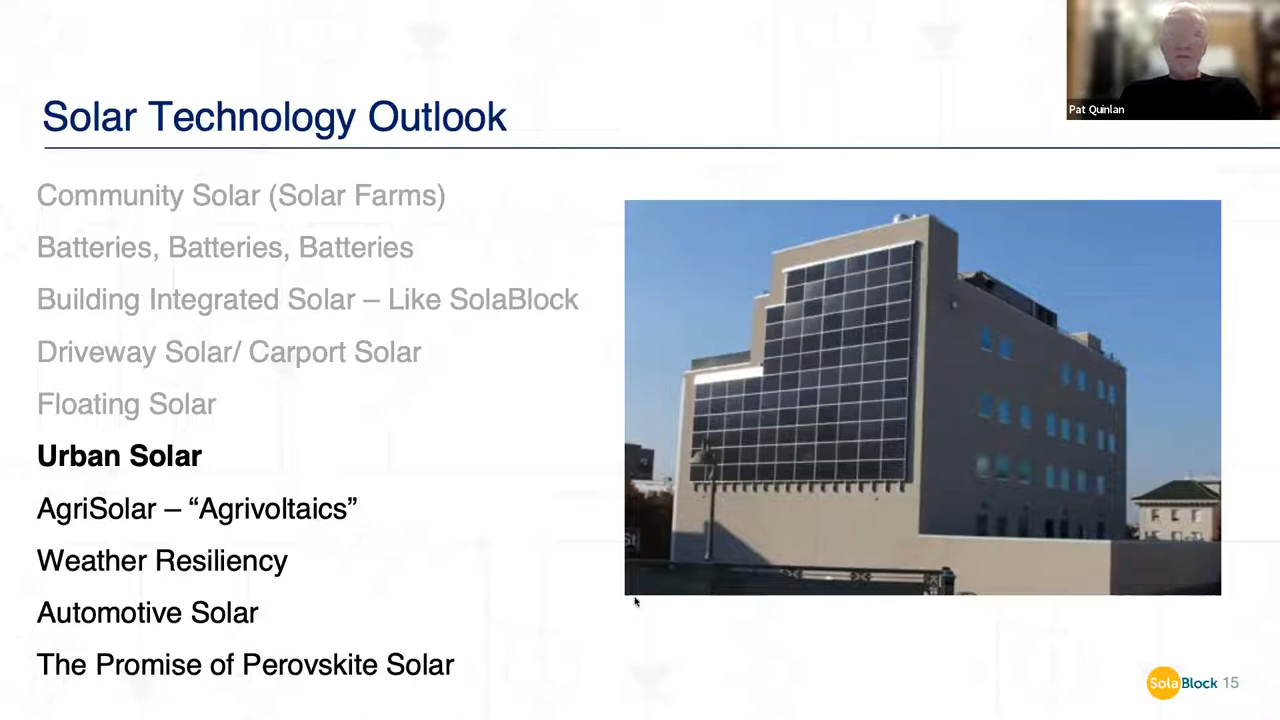 Pat Quinlan
Solar Technology Outlook
Community Solar (Solar Farms)
Batteries, Batteries, Batteries
Building Integrated Solar – Like SolaBlock
Driveway Solar/ Carport Solar
Floating Solar
Urban Solar
AgriSolar – “Agrivoltaics”
Weather Resiliency
Automotive Solar
The Promise of Perovskite Solar
St
SolaBlock 15